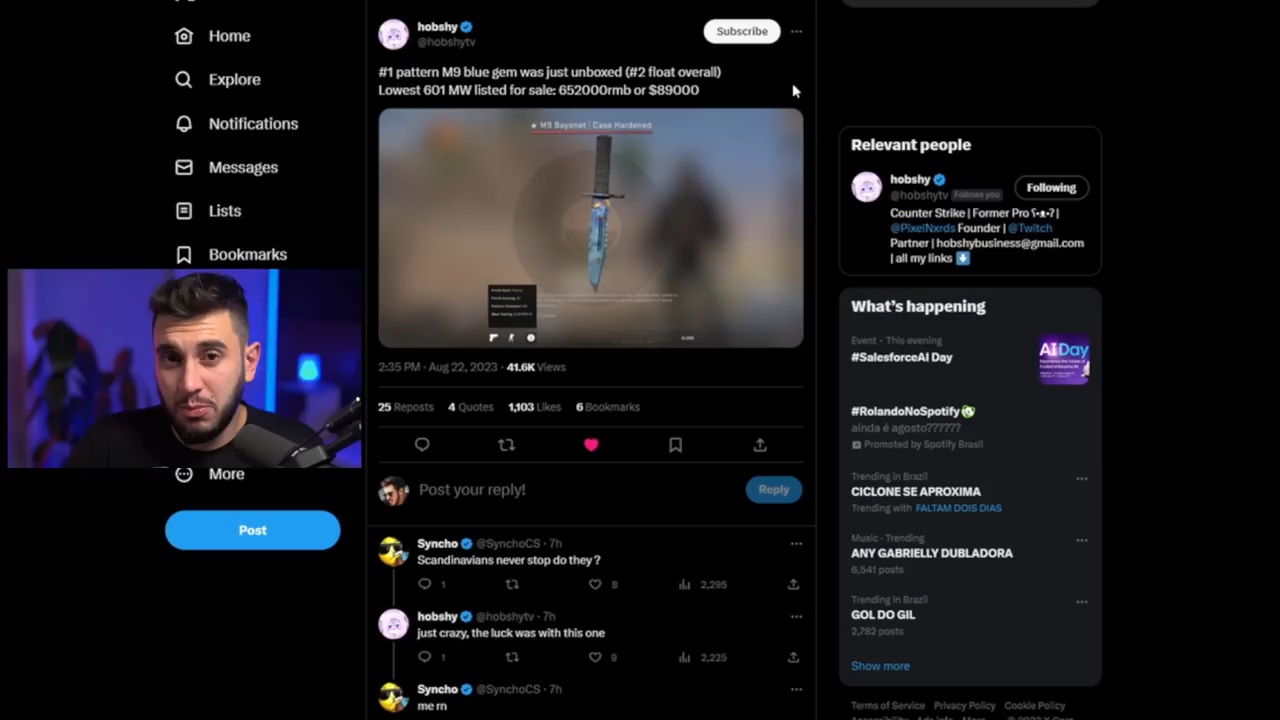 Home
Explore
Notifications
Messages
Lists
Bookmarks
More
Post
hobshy
@hobshytv
Subscribe
#1 pattern M9 blue gem was just unboxed (#2 float overall)
Lowest 601 MW listed for sale: 652000rmb or $89000
★ M9 Bayonet | Case Hardened
2:35 PM · Aug 22, 2023 · 41.6K Views
25 Reposts 4 Quotes 1,103 Likes 6 Bookmarks
Post your reply!
Reply
Syncho @SynchoCS · 7h
Scandinavians never stop do they ?
1 8 2,295
hobshy @hobshytv · 7h
just crazy, the luck was with this one
1 9 2,225
Syncho @SynchoCS · 7h
me rn
Relevant people
hobshy
@hobshytv Follows you
Following
Counter Strike | Former Pro ʕ•ᴥ•ʔ |
@PixelNxrds Founder | @Twitch
Partner | hobshybusiness@gmail.com
| all my links
What's happening
Event · This evening
#SalesforceAI Day
AI Day
#RolandoNoSpotify
ainda é agosto??????
Promoted by Spotify Brasil
Trending in Brazil
CICLONE SE APROXIMA
Trending with FALTAM DOIS DIAS
Music · Trending
ANY GABRIELLY DUBLADORA
6,541 posts
Trending in Brazil
GOL DO GIL
2,782 posts
Show more
Terms of Service Privacy Policy Cookie Policy